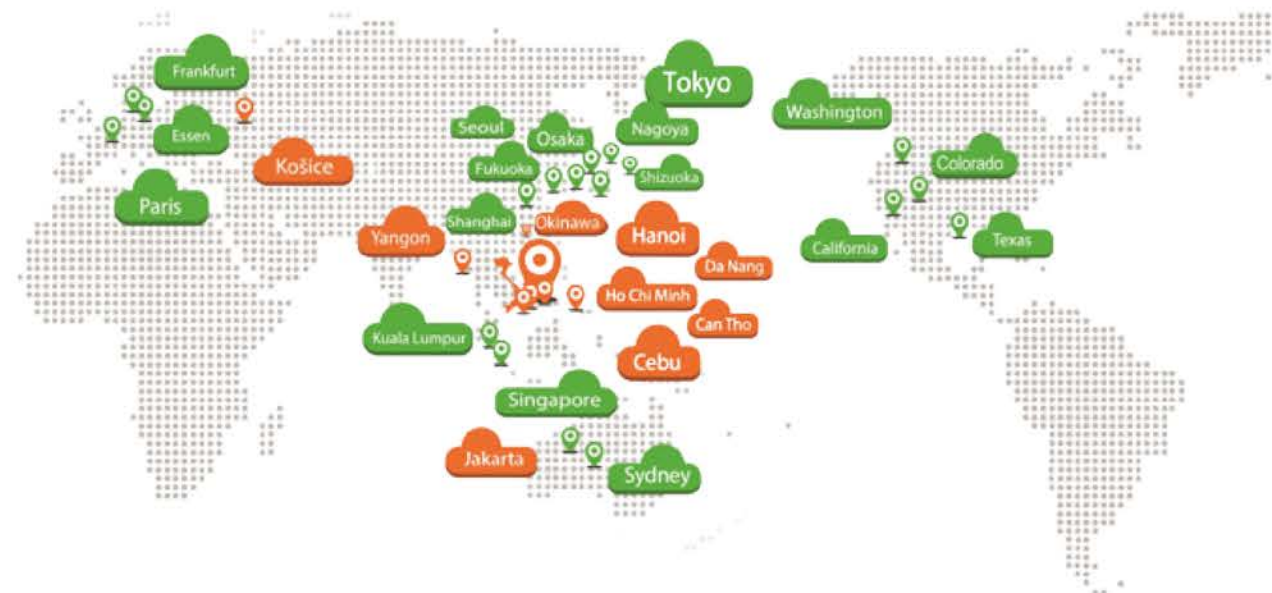 Frankfurt
Tokyo
Washington
Essen
Seoul
Osaka
Nagoya
Košice
Fukuoka
Shizuoka
Colorado
Paris
Shanghai
Okinawa
Yangon
Hanoi
California
Texas
Da Nang
Ho Chi Minh
Can Tho
Kuala Lumpur
Cebu
Singapore
Jakarta
Sydney